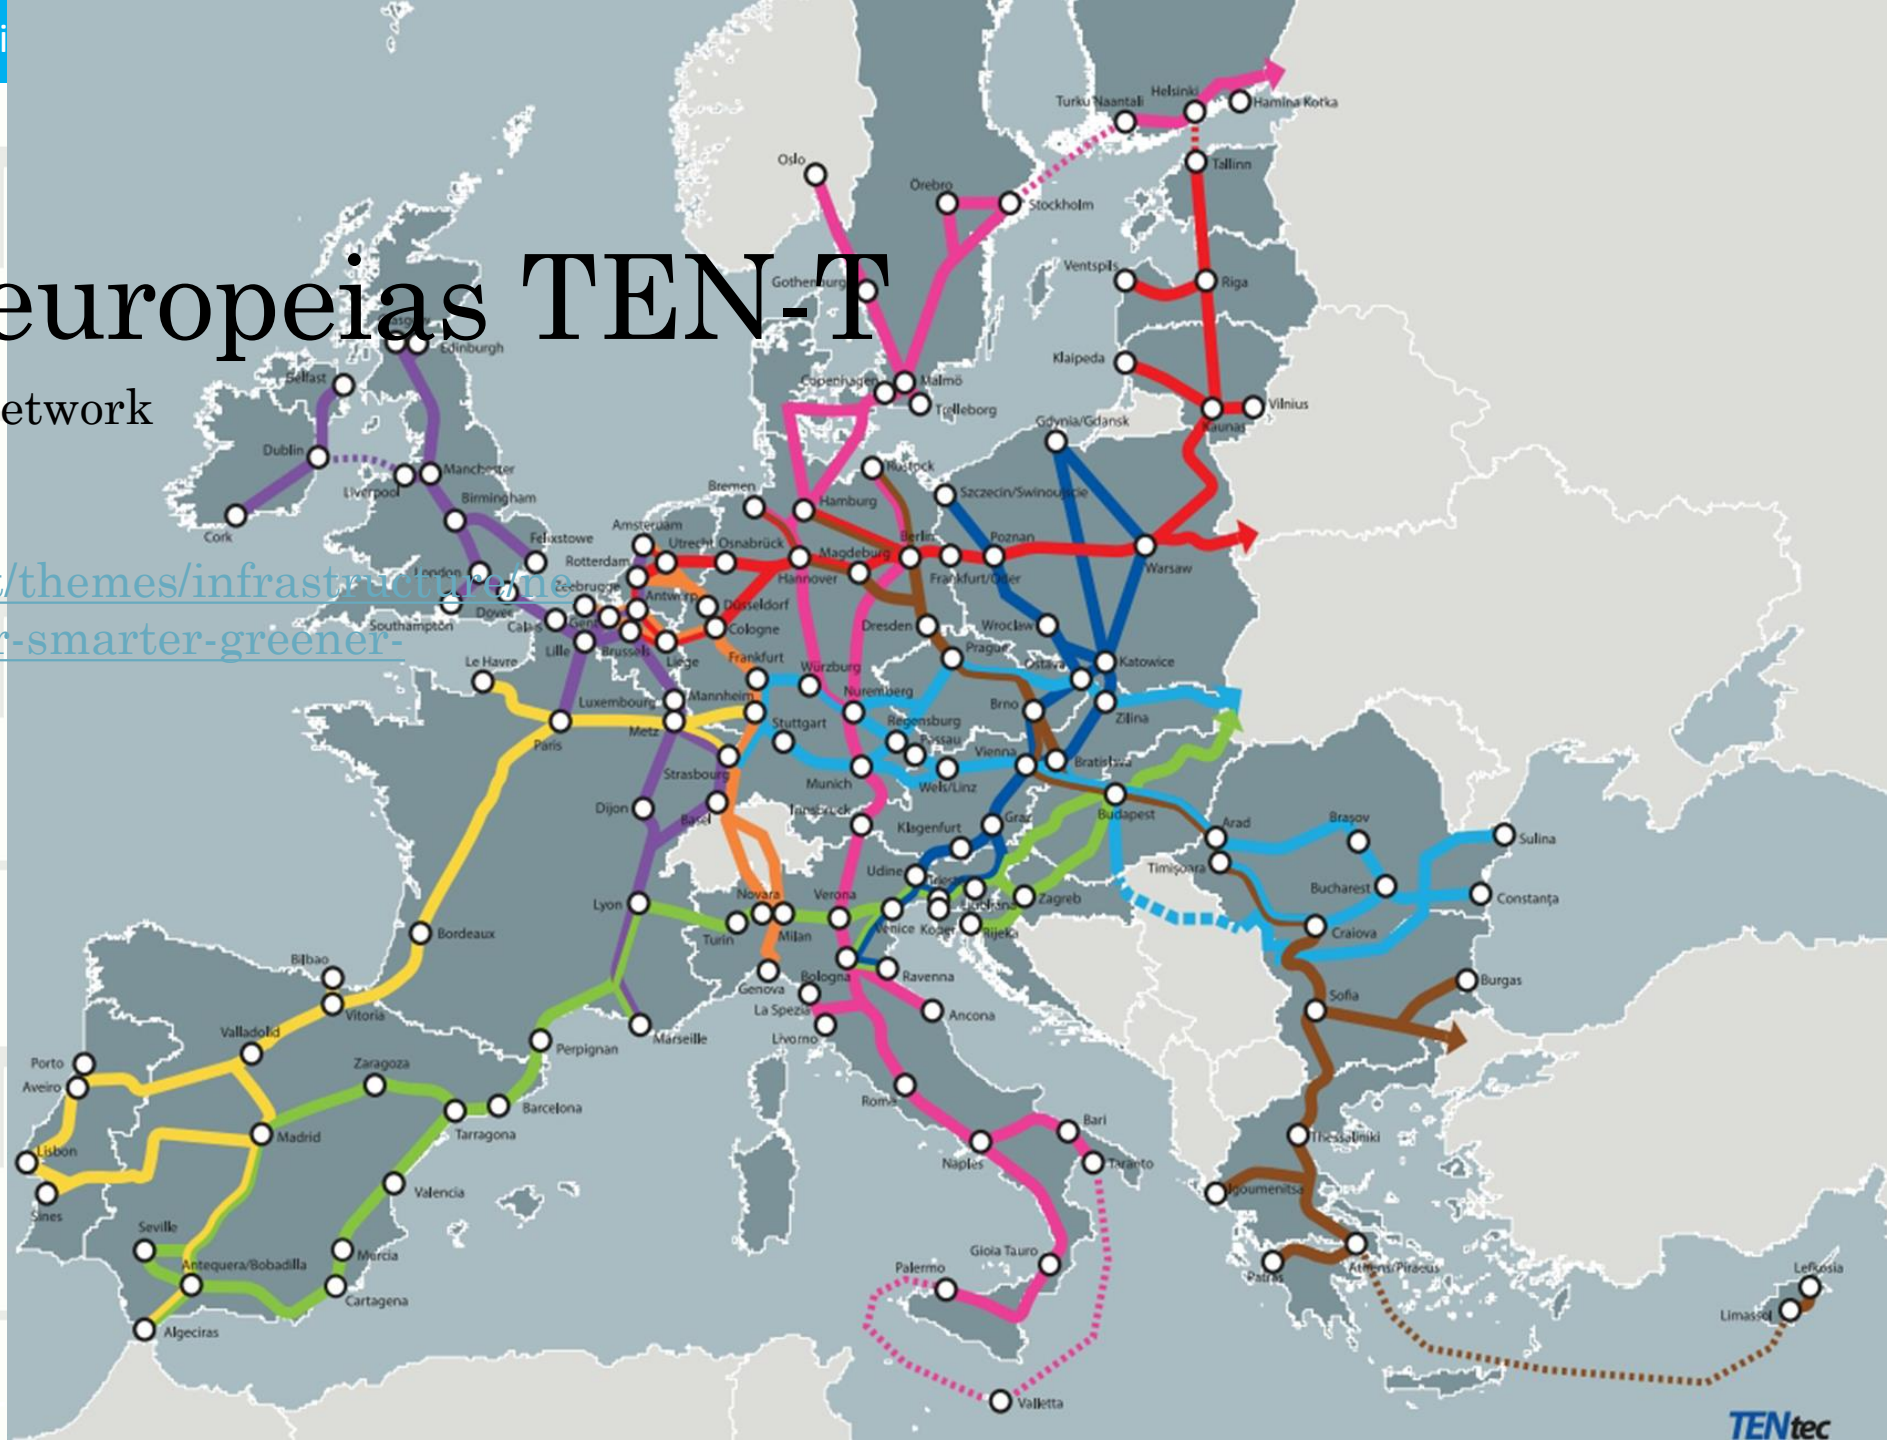 i
europeias TEN-T
etwork
t/themes/infrastructure/ne
r-smarter-greener-
Helsinki
Turku Naantali
Hamina Kotka
Oslo
Tallinn
Örebro
Stockholm
Ventspils
Riga
Gothenburg
Edinburgh
Klaipeda
Belfast
Copenhagen
Malmö
Trelleborg
Vilnius
Kaunas
Gdynia/Gdansk
Dublin
Liverpool
Manchester
Rostock
Bremen
Hamburg
Szczecin/Swinoujscie
Birmingham
Cork
Amsterdam
Felixstowe
Utrecht
Osnabrück
Berlin
Poznan
Rotterdam
Magdeburg
Hannover
Frankfurt/Oder
Warsaw
London
Zeebrugge
Antwerp
Düsseldorf
Southampton
Dover
Calais
Gent
Cologne
Dresden
Wroclaw
Lille
Brussels
Liège
Prague
Ostava
Katowice
Le Havre
Frankfurt
Würzburg
Luxembourg
Mannheim
Nuremberg
Brno
Zilina
Paris
Metz
Stuttgart
Regensburg
Passau
Vienna
Bratislava
Strasbourg
Munich
Wels/Linz
Dijon
Basel
Innsbruck
Klagenfurt
Graz
Budapest
Arad
Braşov
Sulina
Timişoara
Udine
Trieste
Ljubljana
Zagreb
Bucharest
Constanţa
Lyon
Novara
Verona
Turin
Milan
Venice
Koper
Rijeka
Craiova
Bordeaux
Bilbao
Vitoria
Genova
Bologna
Ravenna
Burgas
La Spezia
Ancona
Sofia
Livorno
Valladolid
Marseille
Perpignan
Porto
Aveiro
Zaragoza
Roma
Barcelona
Bari
Tarragona
Madrid
Thessaliniki
Lisbon
Naples
Taranto
Igoumenitsa
Valencia
Sines
Seville
Murcia
Antequera/Bobadilla
Gioia Tauro
Palermo
Patras
Athens/Piraeus
Lefkosia
Cartagena
Limassol
Algeciras
Valletta
TENtec